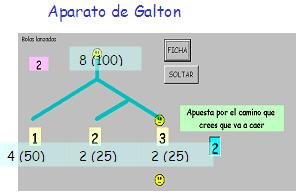 Aparato de Galton
Bolas lanzadas
2
8 (100)
FICHA
SOLTAR
Apuesta por el camino que
crees que va a caer
1 2 3
2
4 (50) 2 (25) 2 (25)